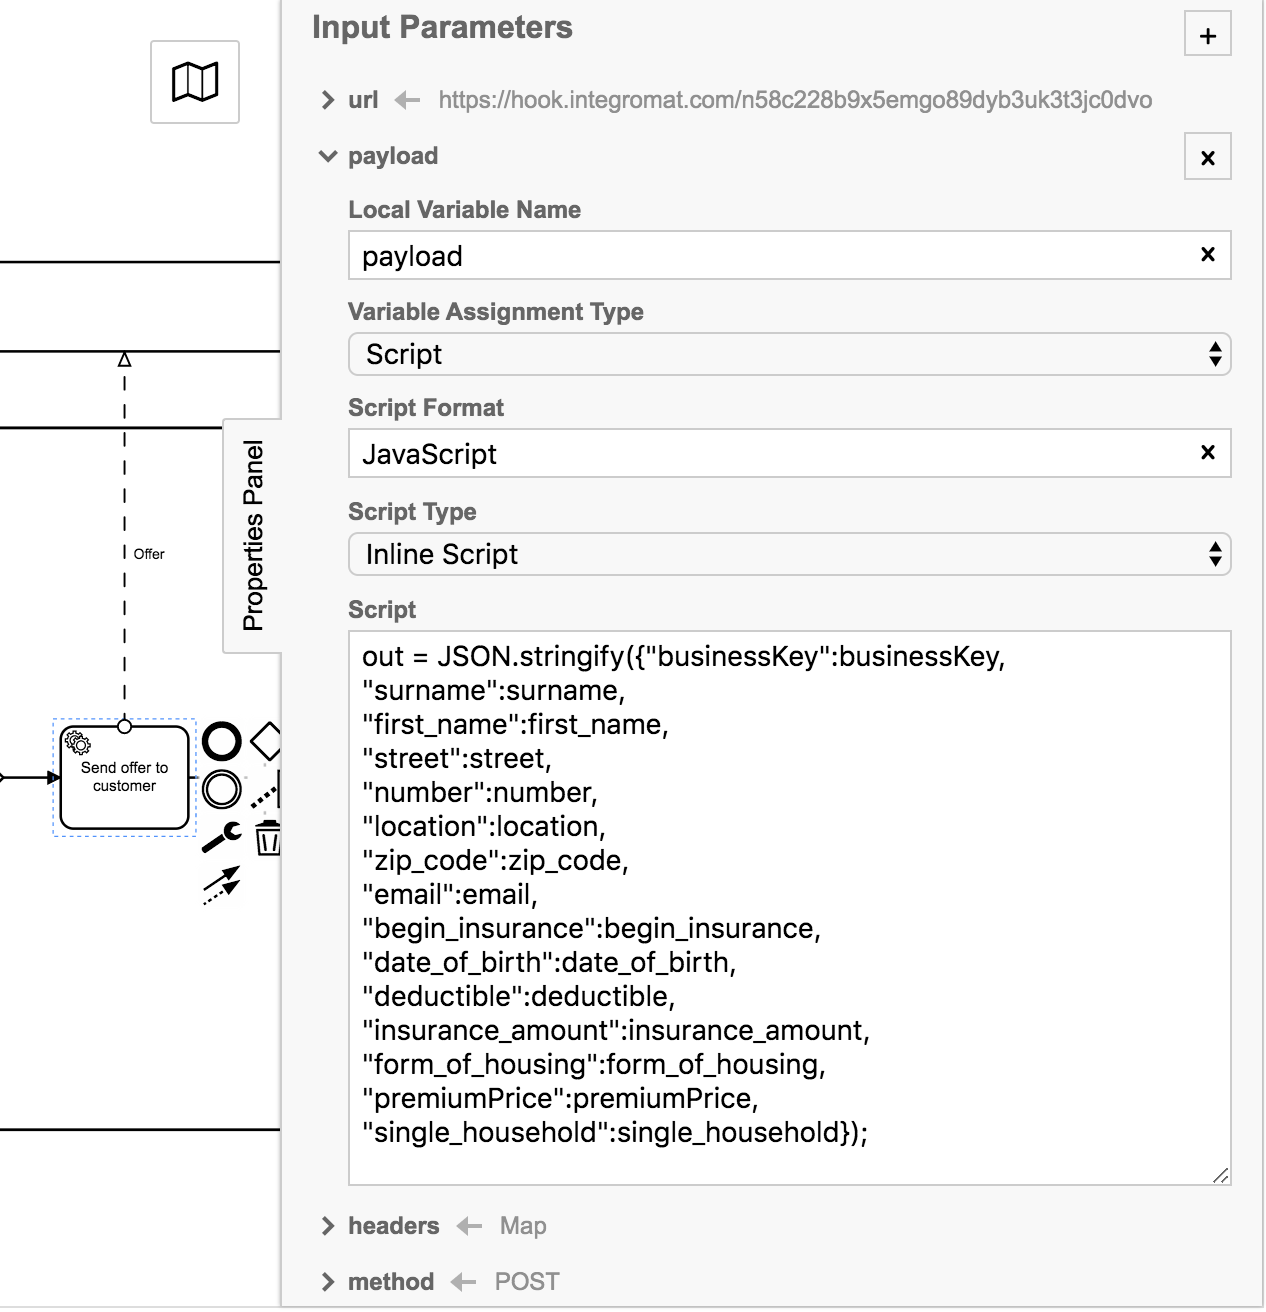 Input Parameters
+
url ← https://hook.integromat.com/n58c228b9x5emgo89dyb3uk3t3jc0dvo
payload
Local Variable Name
payload
Variable Assignment Type
Script
Script Format
JavaScript
Script Type
Inline Script
Script
out = JSON.stringify({"businessKey":businessKey,
"surname":surname,
"first_name":first_name,
"street":street,
"number":number,
"location":location,
"zip_code":zip_code,
"email":email,
"begin_insurance":begin_insurance,
"date_of_birth":date_of_birth,
"deductible":deductible,
"insurance_amount":insurance_amount,
"form_of_housing":form_of_housing,
"premiumPrice":premiumPrice,
"single_household":single_household});
headers ← Map
method ← POST
Properties Panel
Offer
Send offer to
customer